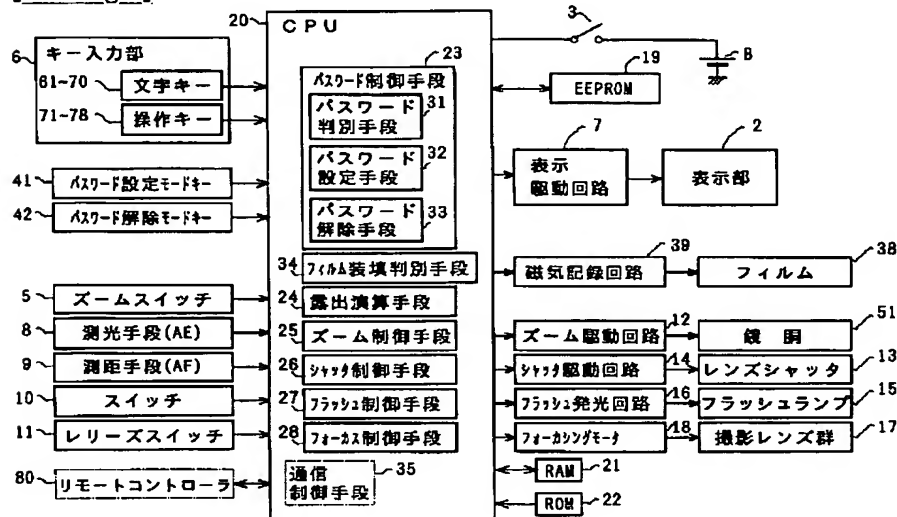 20 CPU
3
B
6 キー入力部
61~70 文字キー
71~78 操作キー
23
パスワード制御手段
パスワード判別手段 31
パスワード設定手段 32
パスワード解除手段 33
19
EEPROM
7
表示駆動回路
2
表示部
41 パスワード設定モードキー
42 パスワード解除モードキー
34 フィルム装填判別手段
39
磁気記録回路
38
フィルム
5 ズームスイッチ
24 露出演算手段
8 測光手段(AE)
25 ズーム制御手段
ズーム駆動回路 12
鏡胴 51
9 測距手段(AF)
26 シャッタ制御手段
シャッタ駆動回路 14
レンズシャッタ 13
10 スイッチ
27 フラッシュ制御手段
フラッシュ発光回路 16
フラッシュランプ 15
11 レリーズスイッチ
28 フォーカス制御手段
フォーカシングモータ 18
撮影レンズ群 17
80 リモートコントローラ
通信制御手段 35
RAM 21
ROM 22